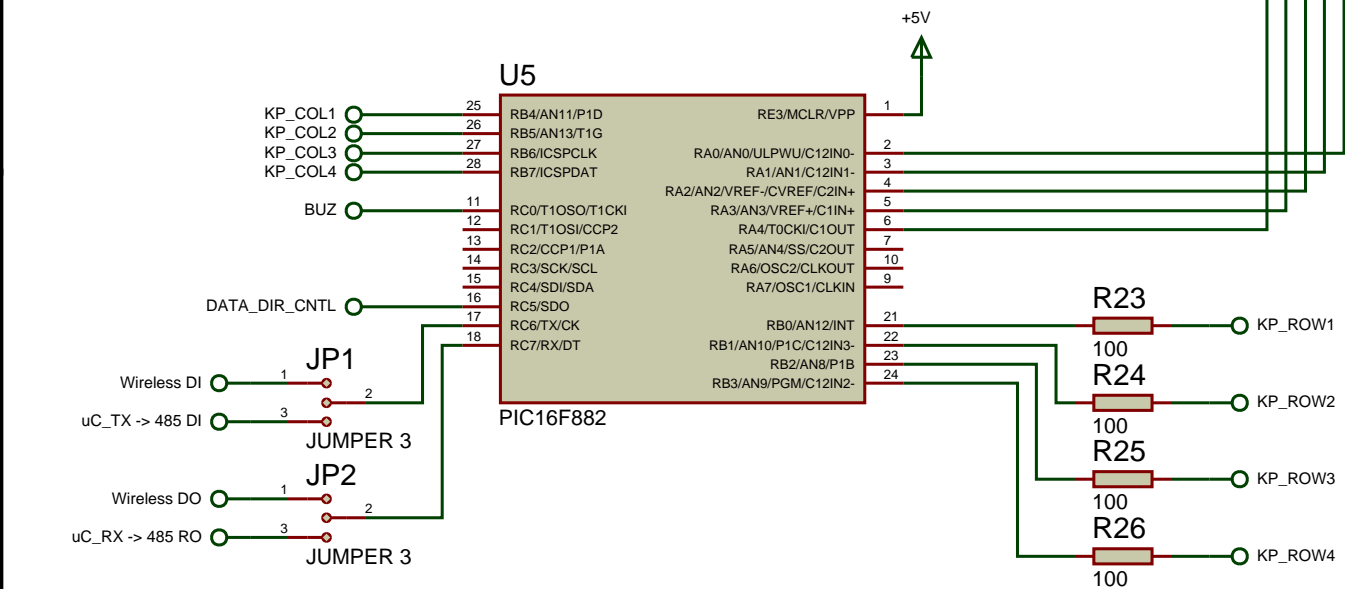 +5V
U5
KP_COL1 25 RB4/AN11/P1D RE3/MCLR/VPP 1
KP_COL2 26 RB5/AN13/T1G
KP_COL3 27 RB6/ICSPCLK RA0/AN0/ULPWU/C12IN0- 2
KP_COL4 28 RB7/ICSPDAT RA1/AN1/C12IN1- 3
RA2/AN2/VREF-/CVREF/C2IN+ 4
BUZ 11 RC0/T1OSO/T1CKI RA3/AN3/VREF+/C1IN+ 5
12 RC1/T1OSI/CCP2 RA4/T0CKI/C1OUT 6
13 RC2/CCP1/P1A RA5/AN4/SS/C2OUT 7
14 RC3/SCK/SCL RA6/OSC2/CLKOUT 10
15 RC4/SDI/SDA RA7/OSC1/CLKIN 9
DATA_DIR_CNTL 16 RC5/SDO
17 RC6/TX/CK RB0/AN12/INT 21
18 RC7/RX/DT RB1/AN10/P1C/C12IN3- 22
RB2/AN8/P1B 23
RB3/AN9/PGM/C12IN2- 24
PIC16F882
JP1
Wireless DI 1
2
uC_TX -> 485 DI 3
JUMPER 3
JP2
Wireless DO 1
2
uC_RX -> 485 RO 3
JUMPER 3
R23
KP_ROW1
100
R24
KP_ROW2
100
R25
KP_ROW3
100
R26
KP_ROW4
100